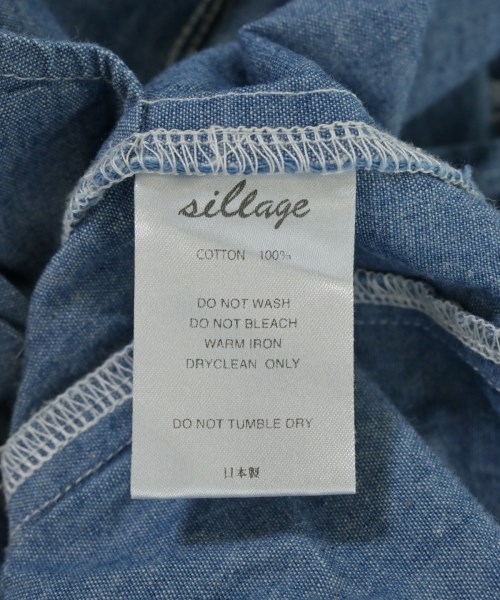 sillage
COTTON 100%
DO NOT WASH
DO NOT BLEACH
WARM IRON
DRYCLEAN ONLY
DO NOT TUMBLE DRY
日本製